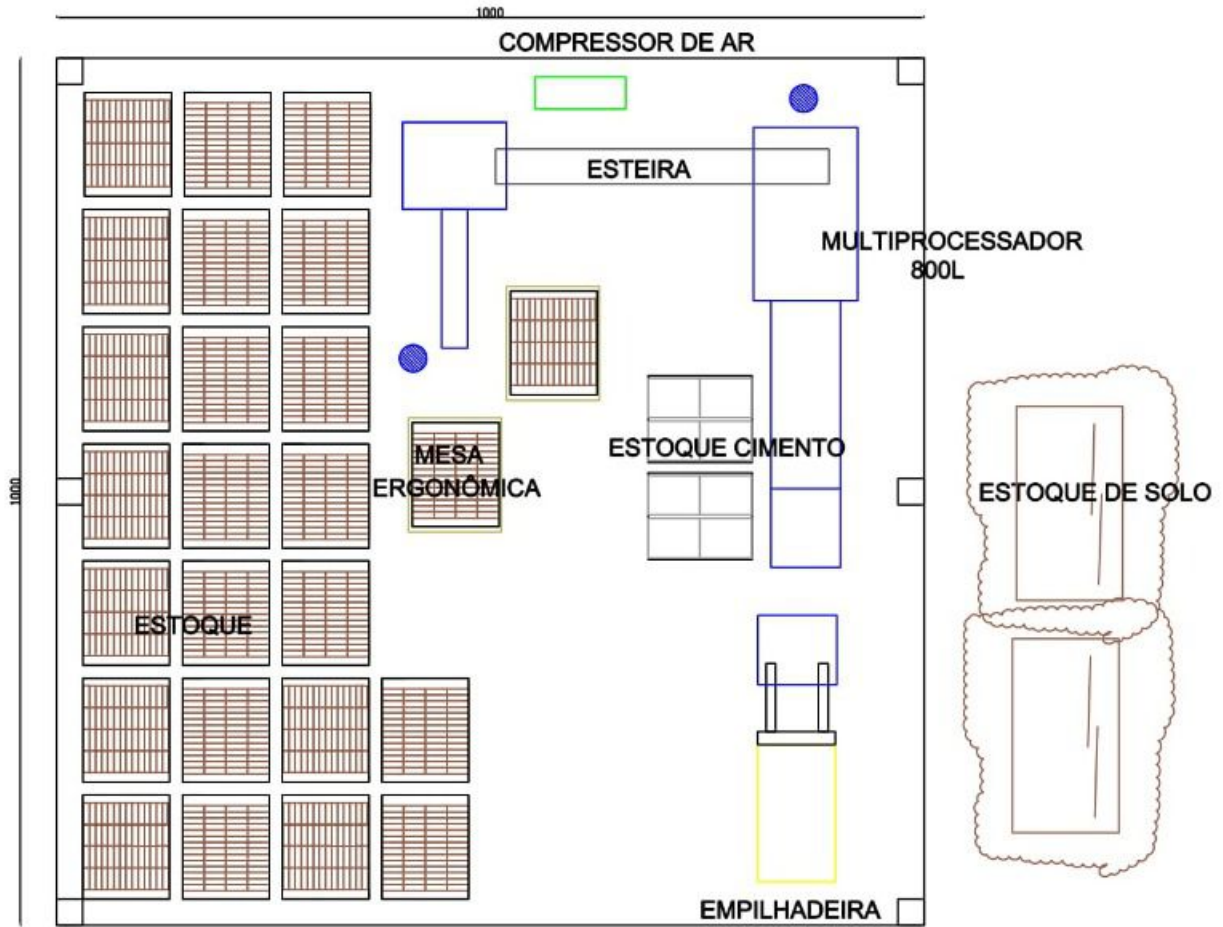 1000
COMPRESSOR DE AR
ESTEIRA
MULTIPROCESSADOR
800L
MESA
ERGONÔMICA
ESTOQUE CIMENTO
1000
ESTOQUE DE SOLO
ESTOQUE
EMPILHADEIRA